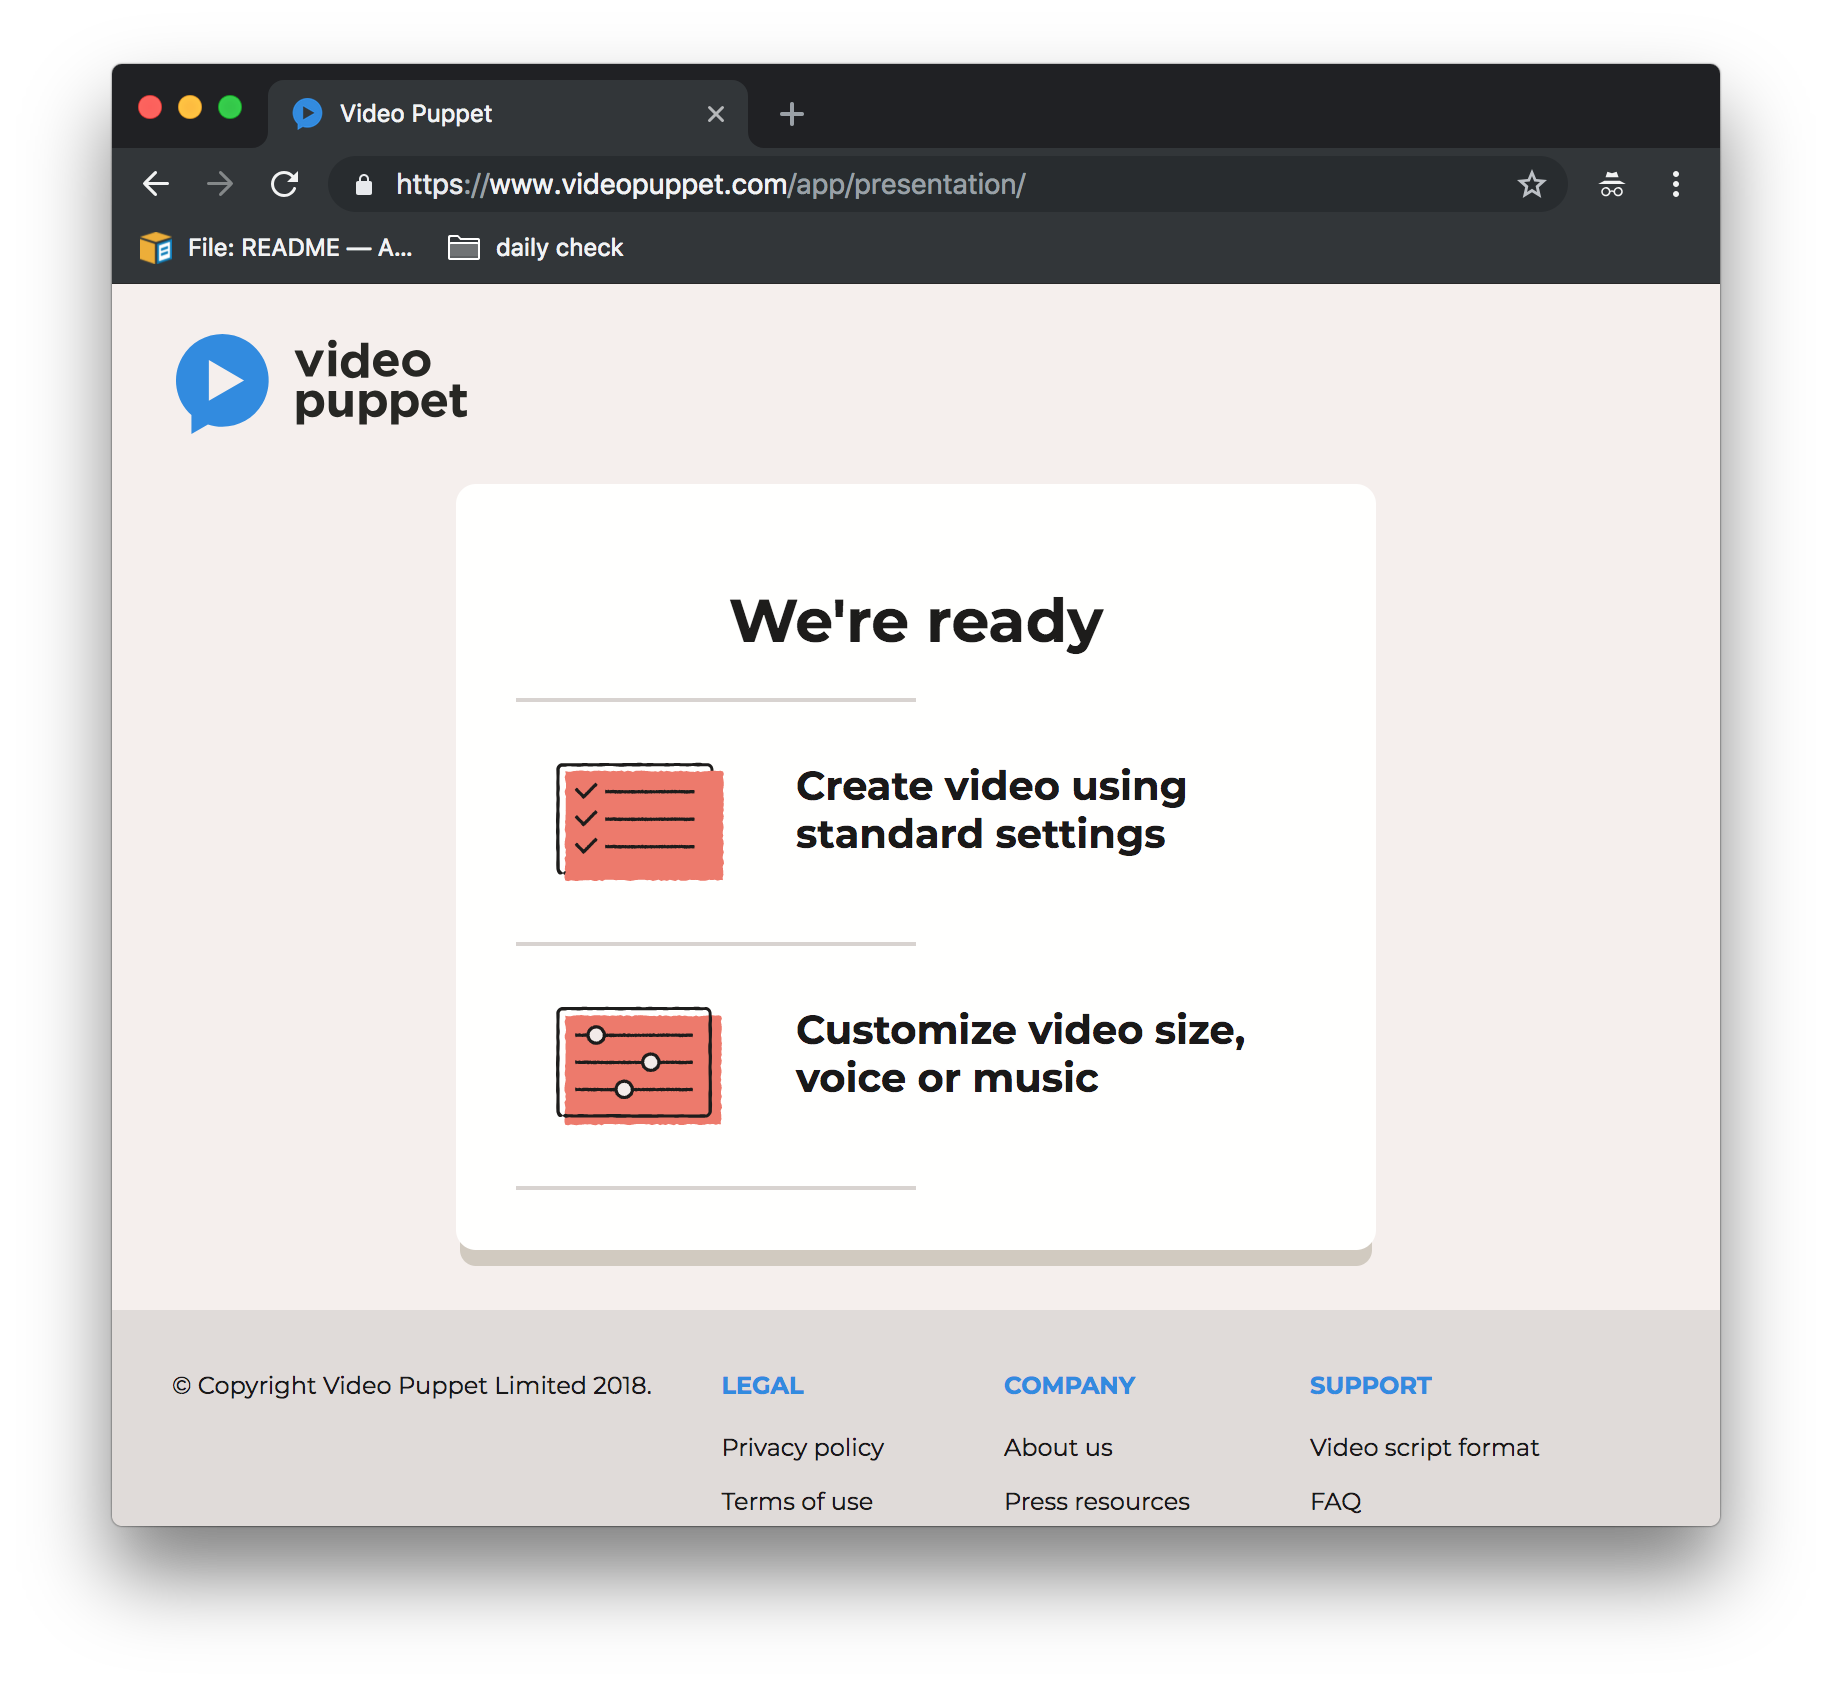 Video Puppet
https://www.videopuppet.com/app/presentation/
File: README — A...
daily check
video
puppet
We're ready
Create video using
standard settings
Customize video size,
voice or music
© Copyright Video Puppet Limited 2018.
LEGAL
Privacy policy
Terms of use
COMPANY
About us
Press resources
SUPPORT
Video script format
FAQ